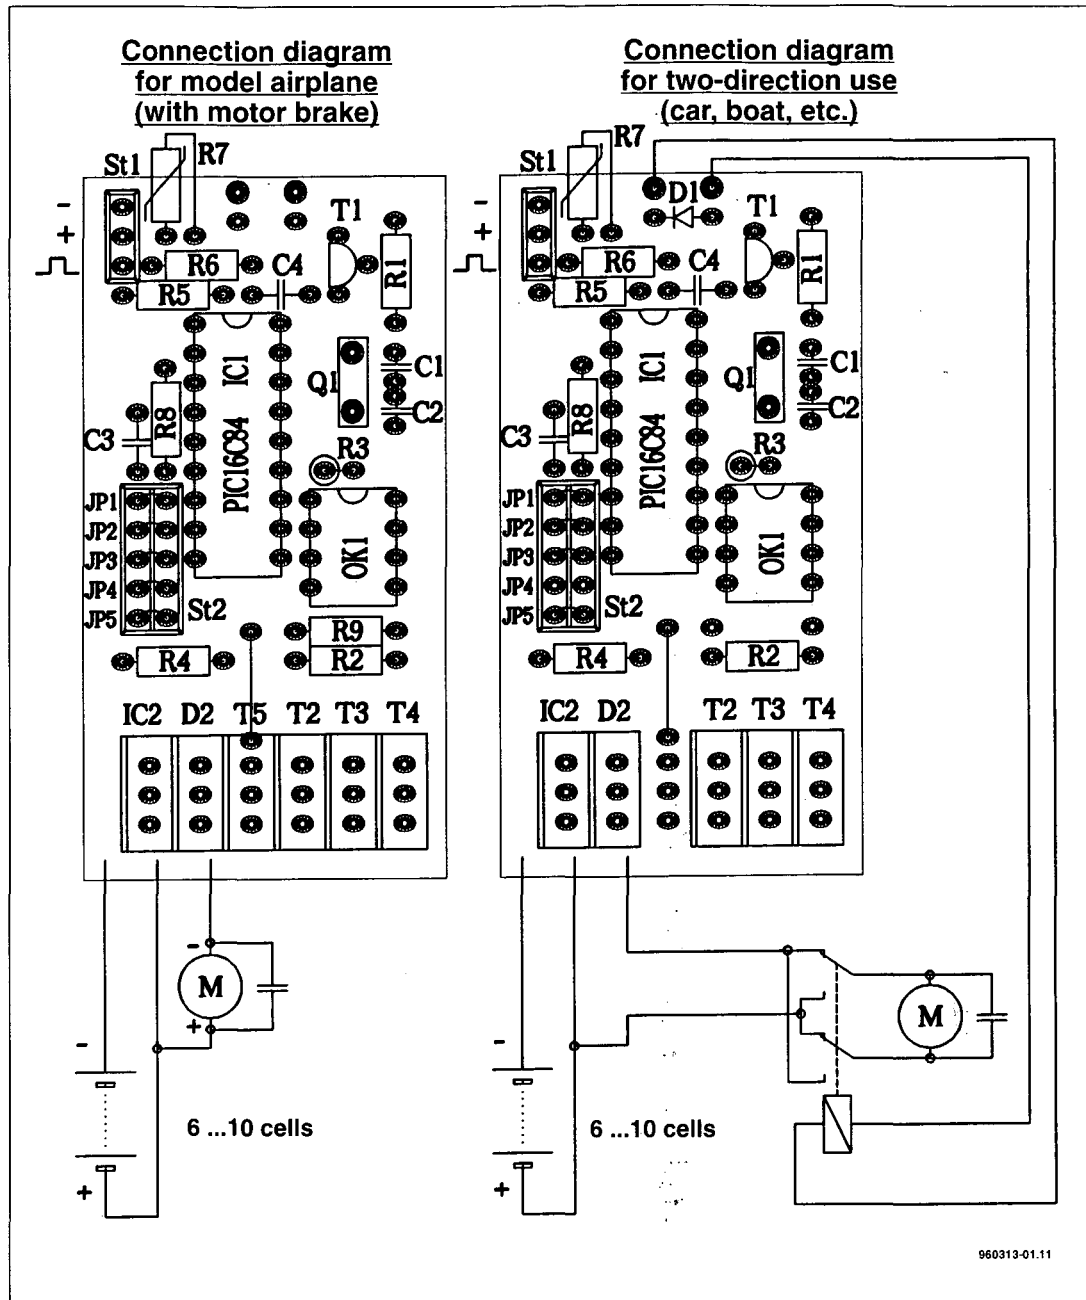 Connection diagram
for model airplane
(with motor brake)
St1
R7
-
+
T1
R6
C4
R5
R1
IC1
PIC16C84
Q1
C1
C2
R8
C3
R3
JP1
JP2
JP3
JP4
JP5
OK1
St2
R9
R4
R2
IC2 D2 T5 T2 T3 T4
-
M
+
-
6 ...10 cells
+
Connection diagram
for two-direction use
(car, boat, etc.)
St1
R7
D1
-
+
T1
R6
C4
R5
R1
IC1
PIC16C84
Q1
C1
C2
R8
C3
R3
JP1
JP2
JP3
JP4
JP5
OK1
St2
R4
R2
IC2 D2 T2 T3 T4
M
-
6 ...10 cells
+
960313-01.11